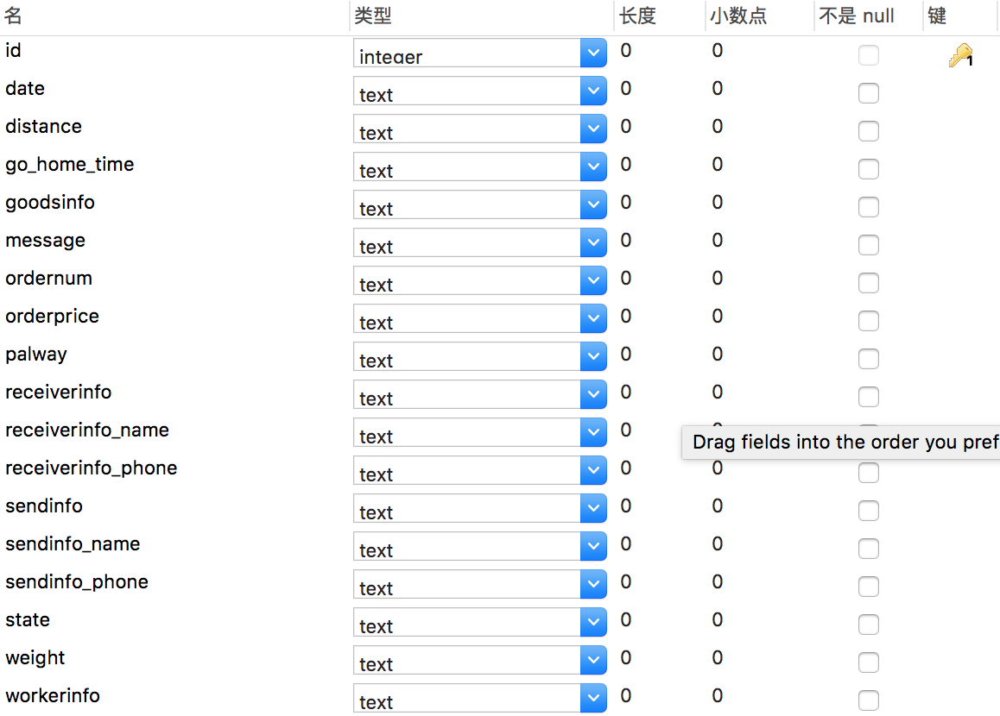 名 类型 长度 小数点 不是 null 键
id integer 0 0 1
date text 0 0
distance text 0 0
go_home_time text 0 0
goodsinfo text 0 0
message text 0 0
ordernum text 0 0
orderprice text 0 0
palway text 0 0
receiverinfo text 0 0
receiverinfo_name text 0
Drag fields into the order you pref
receiverinfo_phone text 0 0
sendinfo text 0 0
sendinfo_name text 0 0
sendinfo_phone text 0 0
state text 0 0
weight text 0 0
workerinfo text 0 0